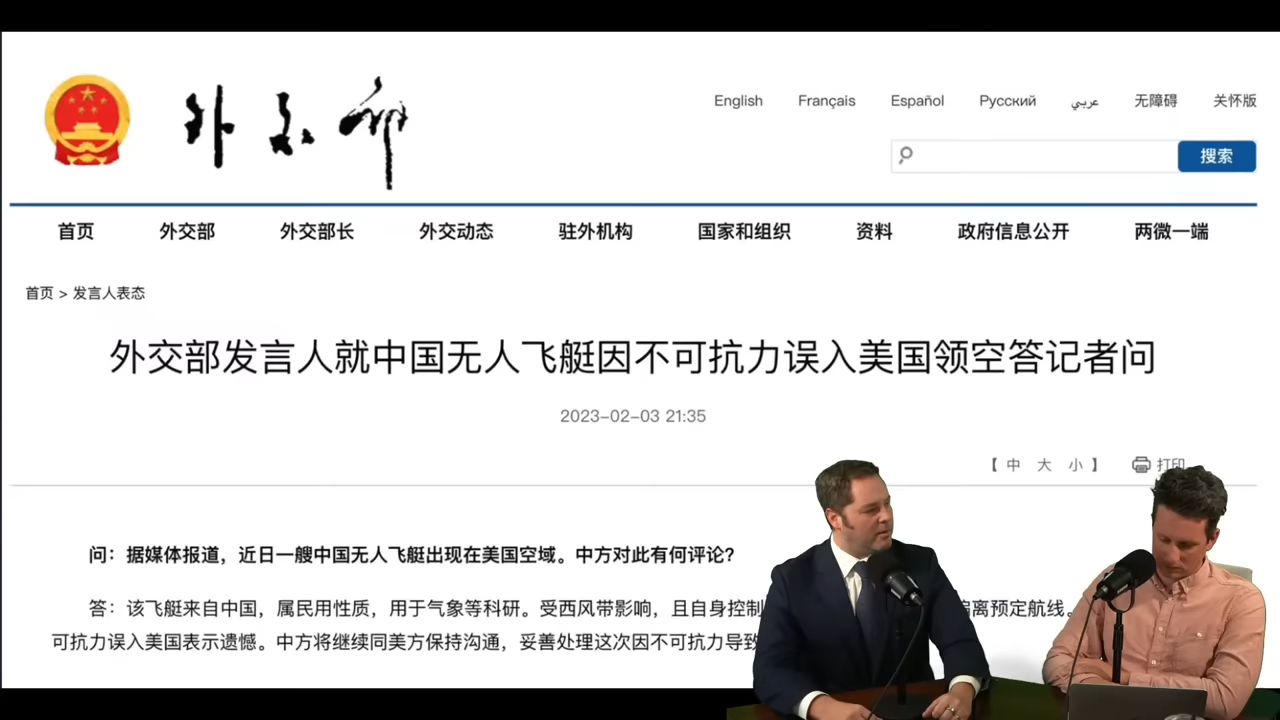 外交部
English Français Español Русский عربي 无障碍 关怀版
搜索
首页 外交部 外交部长 外交动态 驻外机构 国家和组织 资料 政府信息公开 两微一端
首页 > 发言人表态
外交部发言人就中国无人飞艇因不可抗力误入美国领空答记者问
2023-02-03 21:35
【 中 大 小 】 打印
问：据媒体报道，近日一艘中国无人飞艇出现在美国空域。中方对此有何评论？
答：该飞艇来自中国，属民用性质，用于气象等科研。受西风带影响，且自身控制 偏离预定航线。
可抗力误入美国表示遗憾。中方将继续同美方保持沟通，妥善处理这次因不可抗力导致